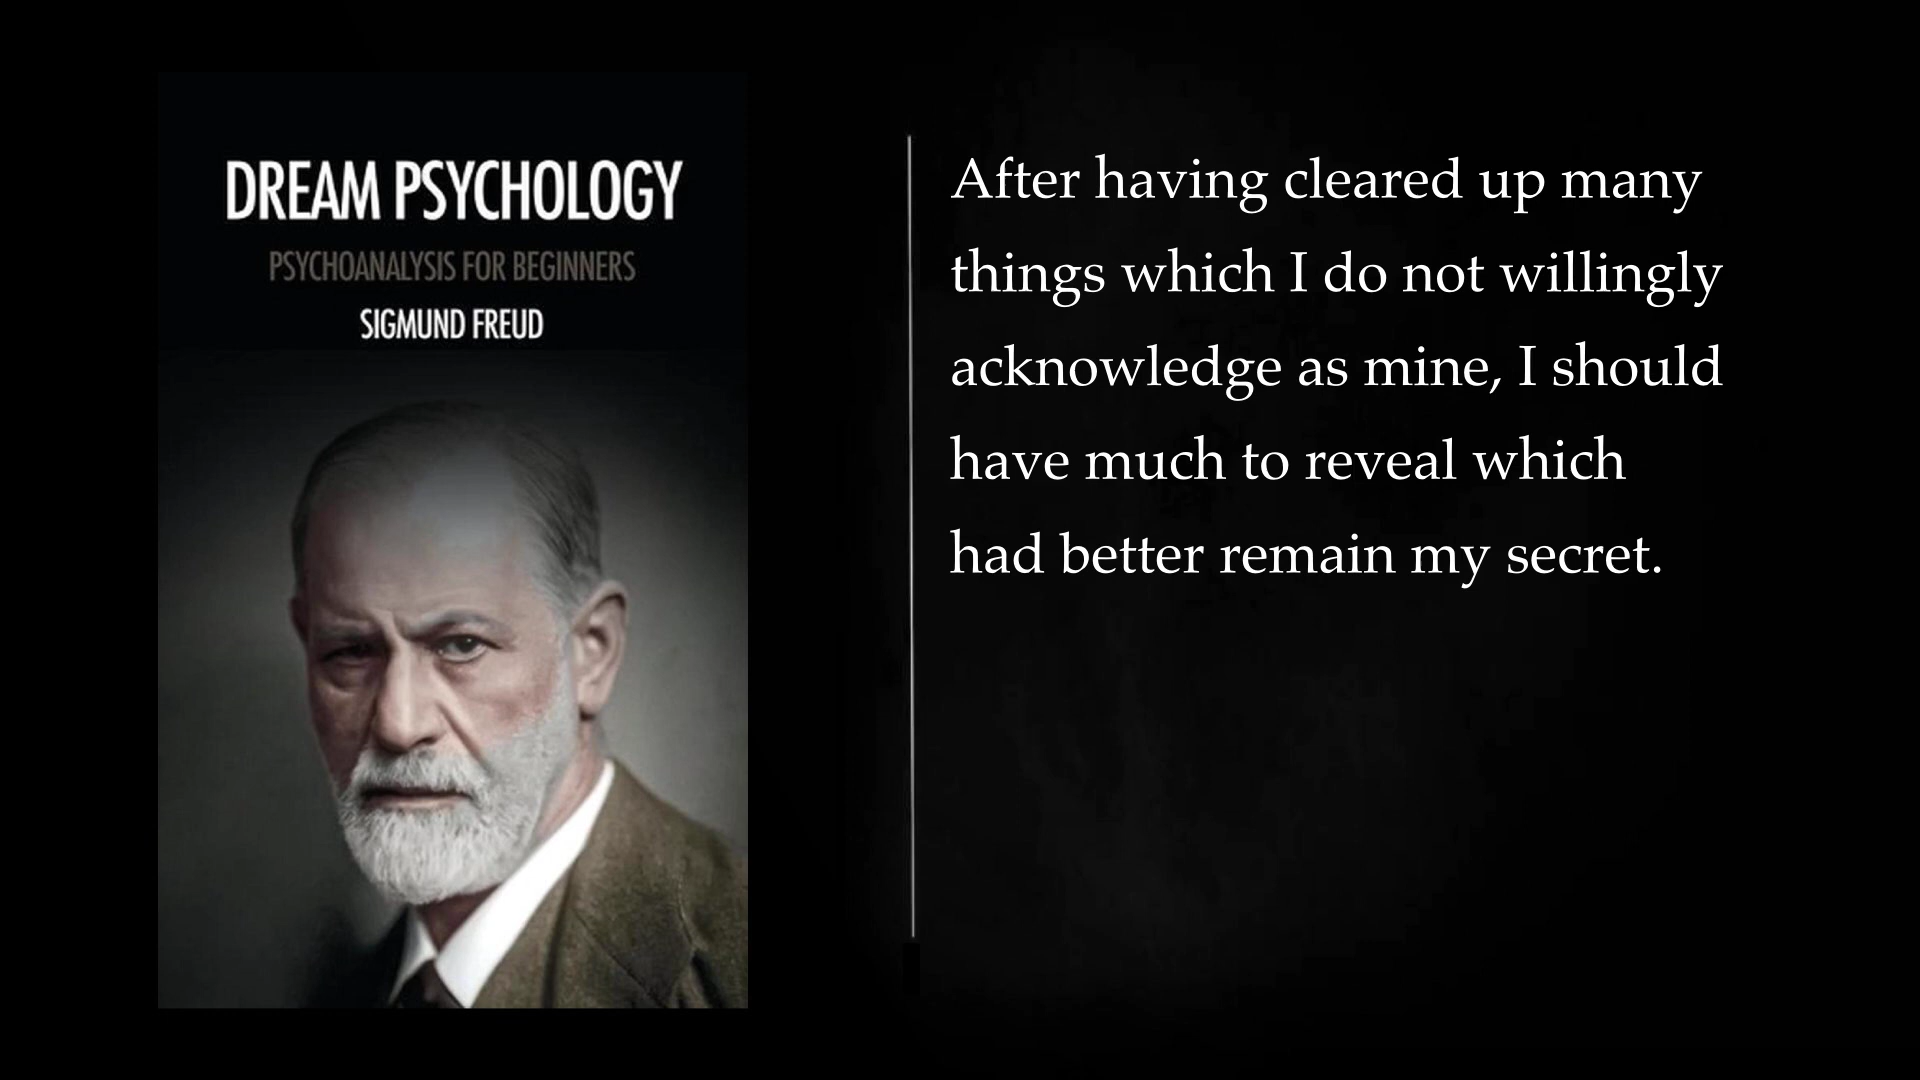 DREAM PSYCHOLOGY
PSYCHOANALYSIS FOR BEGINNERS
SIGMUND FREUD
After having cleared up many
things which I do not willingly
acknowledge as mine, I should
have much to reveal which
had better remain my secret.